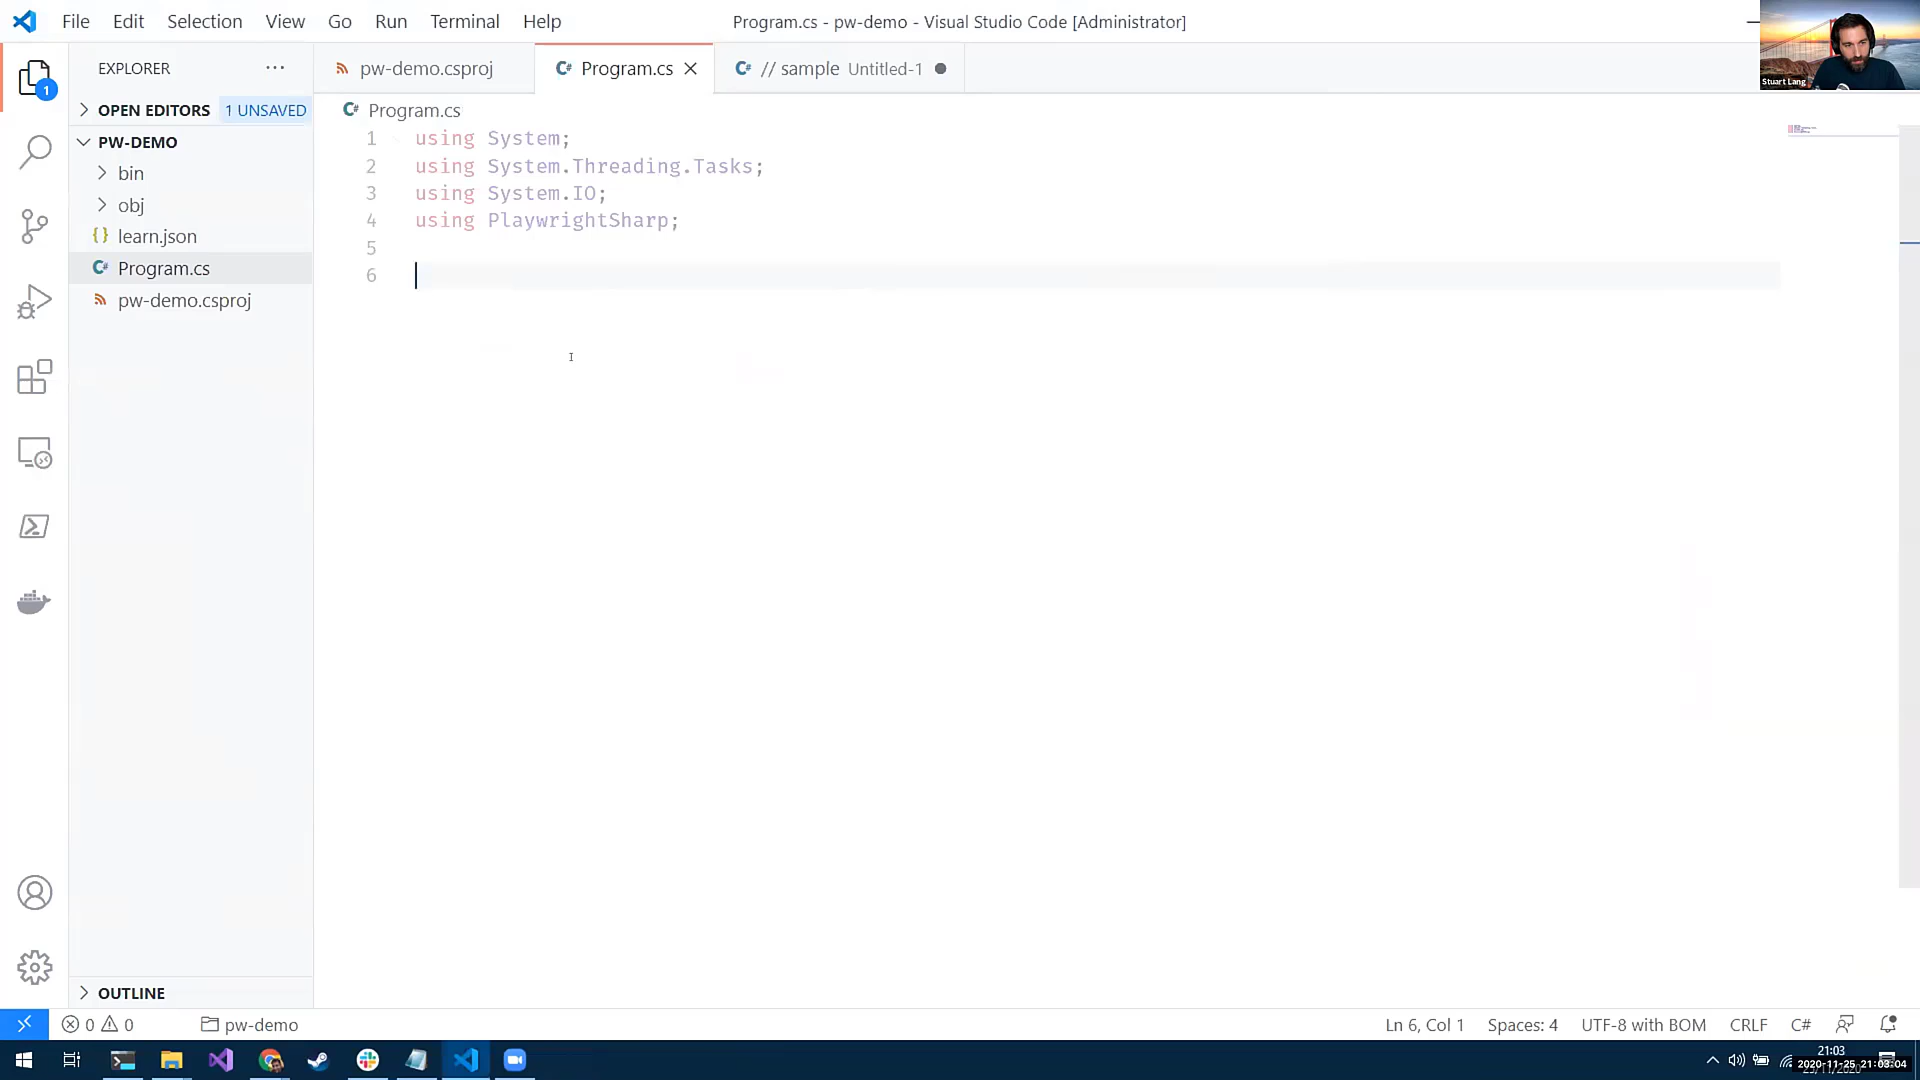 File Edit Selection View Go Run Terminal Help
Program.cs - pw-demo - Visual Studio Code [Administrator]
Stuart Lang
EXPLORER
1
OPEN EDITORS 1 UNSAVED
PW-DEMO
bin
obj
{} learn.json
C# Program.cs
pw-demo.csproj
OUTLINE
pw-demo.csproj
C# Program.cs
C# // sample Untitled-1
C# Program.cs
1 using System;
2 using System.Threading.Tasks;
3 using System.IO;
4 using PlaywrightSharp;
5
6
0 0
pw-demo
Ln 6, Col 1 Spaces: 4 UTF-8 with BOM CRLF C#
21:03
2020-11-25 21:03:04